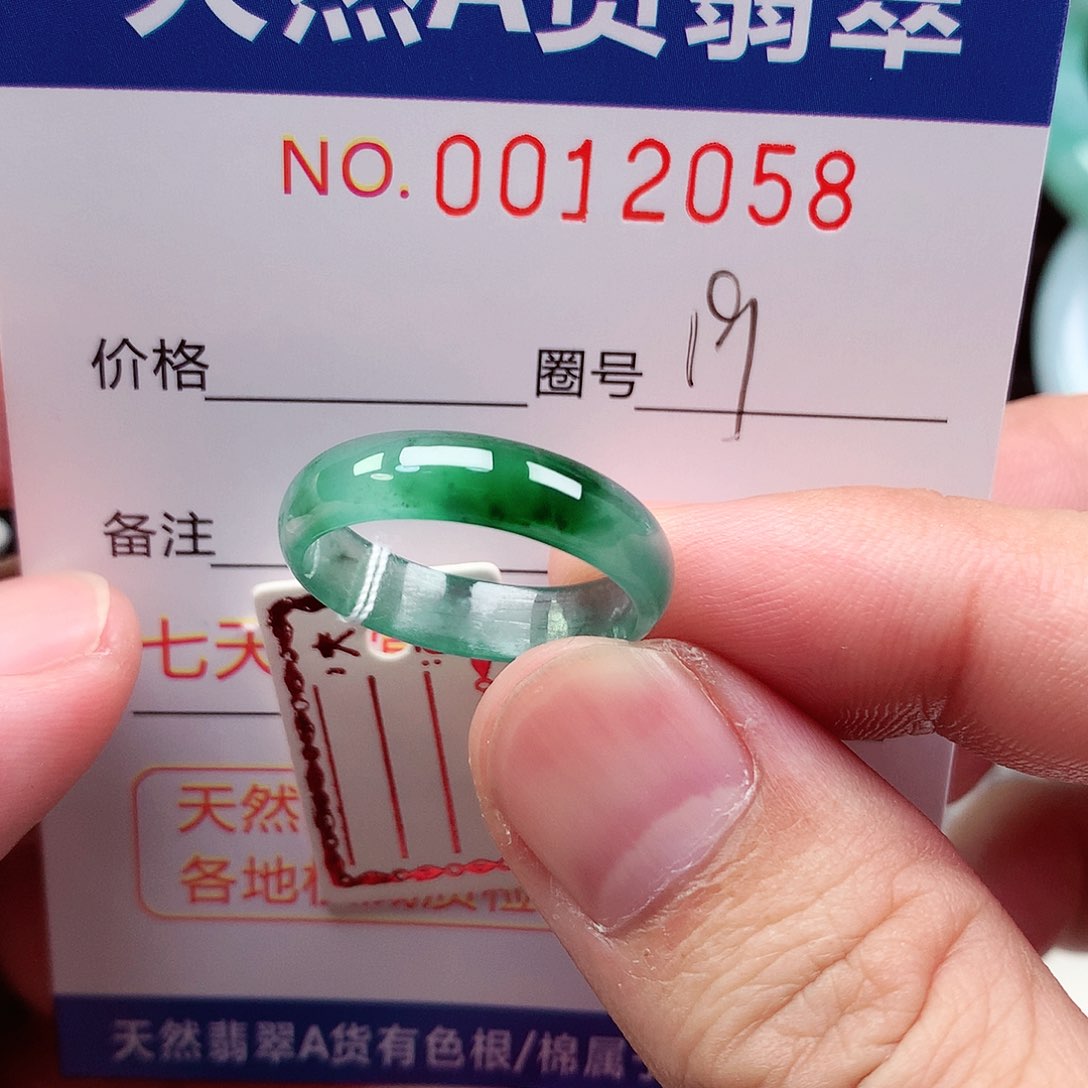 天然A货翡翠
NO. 0012058
价格 圈号 19
备注
七天
天然
各地
天然翡翠A货有色根/棉属于